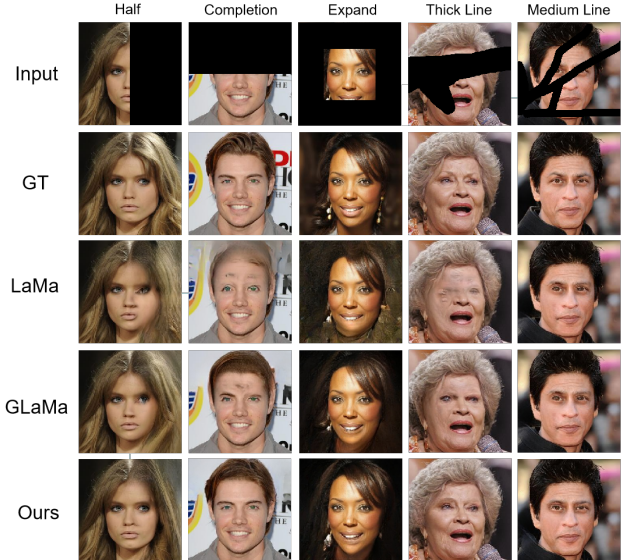 Half Completion Expand Thick Line Medium Line
Input
GT
LaMa
GLaMa
Ours